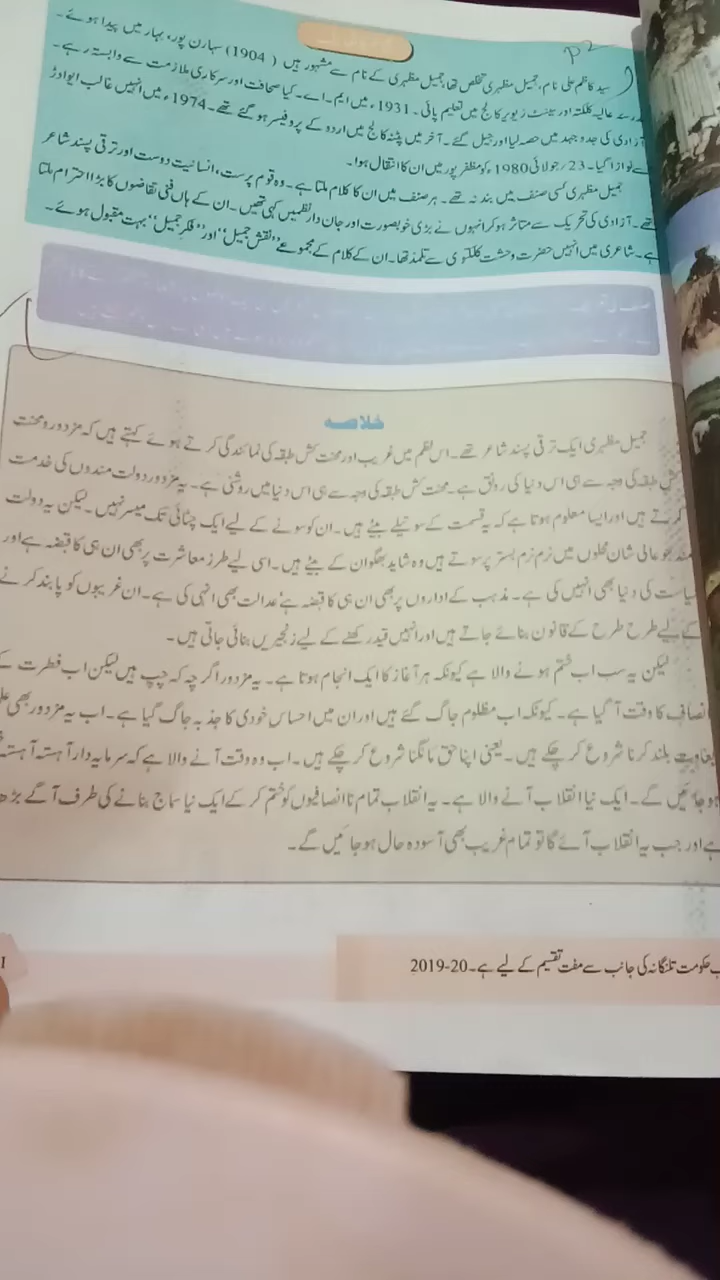 p2
سید کاظم علی نام، جمیل مظہری تخلص تھا، جمیل مظہری کے نام سے مشہور ہیں (1904) سہارن پور، بہار میں پیدا ہوئے۔
مدرسے عالیہ کلکتہ اور سینٹ زیویر کالج میں تعلیم پائی۔ 1931ء میں ایم۔اے۔ کیا صحافت اور سرکاری ملازمت سے وابستہ رہے۔
آزادی کی جدوجہد میں حصہ لیا اور جیل گئے۔ آخر میں پٹنہ کالج میں اردو کے پروفیسر ہو گئے تھے۔ 1974ء میں انہیں غالب ایوارڈ
سے نوازا گیا۔ 23؍جولائی 1980ء کو مظفر پور میں ان کا انتقال ہوا۔
جمیل مظہری کسی صنف میں بند نہ تھے۔ ہر صنف میں ان کا کلام ملتا ہے۔ وہ قوم پرست، انسانیت دوست اور ترقی پسند شاعر
تھے۔ آزادی کی تحریک سے متاثر ہو کر انہوں نے بڑی خوبصورت اور جان دار نظمیں کہی تھیں۔ ان کے ہاں فنی تقاضوں کا بڑا احترام ملتا
ہے۔ شاعری میں انہیں حضرت وحشت کلکتوی سے تلمذ تھا۔ ان کے کلام کے مجموعے ’’نقش جمیل‘‘ اور ’’فکر جمیل‘‘ بہت مقبول ہوئے۔
خلاصہ
جمیل مظہری ایک ترقی پسند شاعر تھے۔ اس نظم میں غریب اور محنت کش طبقہ کی نمائندگی کرتے ہوئے کہتے ہیں کہ مزدور و محنت
کش طبقہ کی وجہ سے ہی اس دنیا کی رونق ہے۔ محنت کش طبقہ کی وجہ سے ہی اس دنیا میں روشنی ہے۔ یہ مزدور دولت مندوں کی خدمت
کرتے ہیں اور ایسا معلوم ہوتا ہے کہ یہ قسمت کے سوتیلے بیٹے ہیں۔ ان کو سونے کے لیے ایک چٹائی تک میسر نہیں۔ لیکن یہ دولت
مند جو عالی شان محلوں میں نرم نرم بستر پر سوتے ہیں وہ شاید بھگوان کے بیٹے ہیں۔ اسی لیے طرز معاشرت پر بھی ان ہی کا قبضہ ہے اور
سیاست کی دنیا بھی انہیں کی ہے۔ مذہب کے اداروں پر بھی ان ہی کا قبضہ ہے عدالت بھی انہی کی ہے۔ ان غریبوں کو پابند کرنے
کے لیے طرح طرح کے قانون بنائے جاتے ہیں اور انہیں قید رکھنے کے لیے زنجیریں بنائی جاتی ہیں۔
لیکن یہ سب اب ختم ہونے والا ہے کیونکہ ہر آغاز کا ایک انجام ہوتا ہے۔ یہ مزدور اگرچہ کہ چپ ہیں لیکن اب فطرت کے
انصاف کا وقت آ گیا ہے۔ کیونکہ اب مظلوم جاگ گئے ہیں اور ان میں احساس خودی کا جذبہ جاگ گیا ہے۔ اب یہ مزدور بھی
بغاوت بلند کرنا شروع کر چکے ہیں۔ یعنی اپنا حق مانگنا شروع کر چکے ہیں۔ اب وہ وقت آنے والا ہے کہ سرمایہ دار آہستہ آہستہ
ہو جائیں گے۔ ایک نیا انقلاب آنے والا ہے۔ یہ انقلاب تمام نا انصافیوں کو ختم کر کے ایک نیا سماج بنانے کی طرف آگے بڑھ
ہے اور جب یہ انقلاب آئے گا تو تمام غریب بھی آسودہ حال ہو جائیں گے۔
حکومت تلنگانہ کی جانب سے مفت تقسیم کے لیے ہے۔ 2019-20